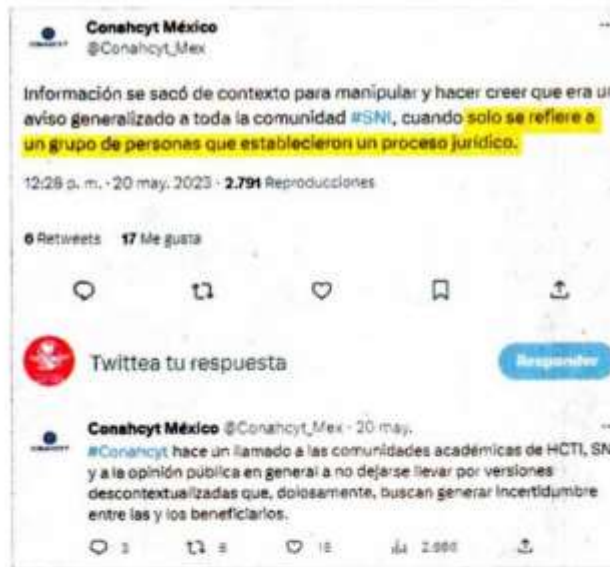 Conahcyt México
@Conahcyt_Mex
Información se sacó de contexto para manipular y hacer creer que era un
aviso generalizado a toda la comunidad #SNI, cuando solo se refiere a
un grupo de personas que establecieron un proceso jurídico.
12:28 p. m. · 20 may. 2023 · 2.791 Reproducciones
6 Retweets 17 Me gusta
Twittea tu respuesta
Responder
Conahcyt México @Conahcyt_Mex · 20 may.
#Conahcyt hace un llamado a las comunidades académicas de HCTI, SN
y a la opinión pública en general a no dejarse llevar por versiones
descontextualizadas que, dolosamente, buscan generar incertidumbre
entre las y los beneficiarios.
3